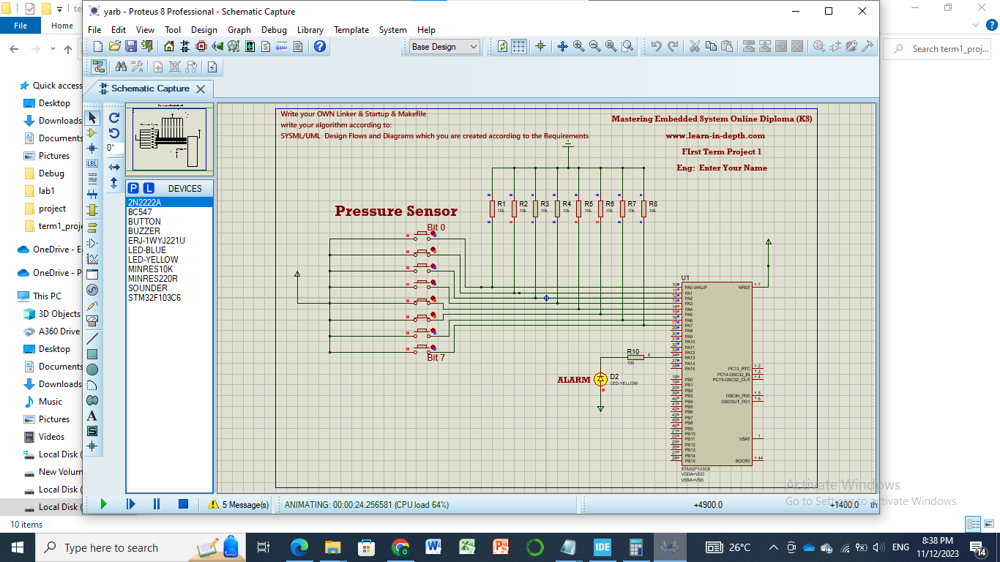 yarb - Proteus 8 Professional - Schematic Capture
File
Home
File Edit View Tool Design Graph Debug Library Template System Help
Base Design
Search term1_proj...
Schematic Capture
Quick access
Desktop
Downloads
Documents
Pictures
Debug
lab1
project
term1_proje
OneDrive - E
OneDrive - P
This PC
3D Objects
A360 Drive
Desktop
Documents
Downloads
Music
Pictures
Videos
Local Disk (
New Volum
Local Disk (
Local Disk (
10 items
0°
P L DEVICES
2N2222A
BC547
BUTTON
BUZZER
ERJ-1WYJ221U
LED-BLUE
LED-YELLOW
MINRES10K
MINRES220R
SOUNDER
STM32F103C6
Write your OWN Linker & Startup & Makefile
write your algorithm according to:
SYSML/UML Design Flows and Diagrams which you are created according to the Requirements
Mastering Embedded System Online Diploma (KS)
www.learn-in-depth.com
FIrst Term Project 1
Eng: Enter Your Name
Pressure Sensor
Bit 0
Bit 7
R1 R2 R3 R4 R5 R6 R7 R8
10k 10k 10k 10k 10k 10k 10k 10k
R10
100
ALARM
D2
LED-YELLOW
U1
PA0-WKUP
PA1
PA2
PA3
PA4
PA5
PA6
PA7
PA8
PA9
PA10
PA11
PA12
PA13
PA14
PA15
PB0
PB1
PB2
PB3
PB4
PB5
PB6
PB7
PB8
PB9
PB10
PB11
PB12
PB13
PB14
PB15
NRST 7
PC13_RTC 2
PC14-OSC32_IN 3
PC15-OSC32_OUT 4
OSCIN_PD0 5
OSCOUT_PD1 6
VBAT 1
BOOT0 44
STM32F103C6
VDDA=VDD
VSSA=VSS
Activate Windows
Go to Settings to activate Windows.
5 Message(s)
ANIMATING: 00:00:24.256581 (CPU load 64%)
+4900.0 +1400.0 th
Type here to search
IDE
26°C
ENG
8:38 PM
11/12/2023
14